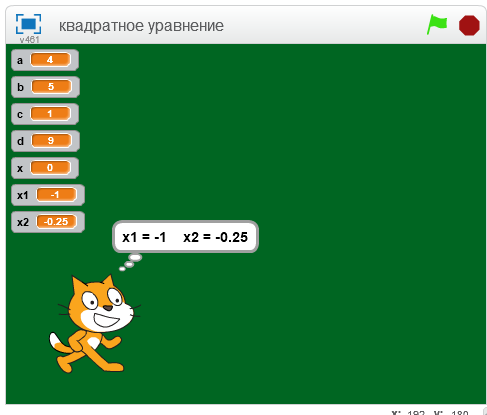 квадратное уравнение
v461
a 4
b 5
c 1
d 9
x 0
x1 -1
x2 -0.25
x1 = -1 x2 = -0.25